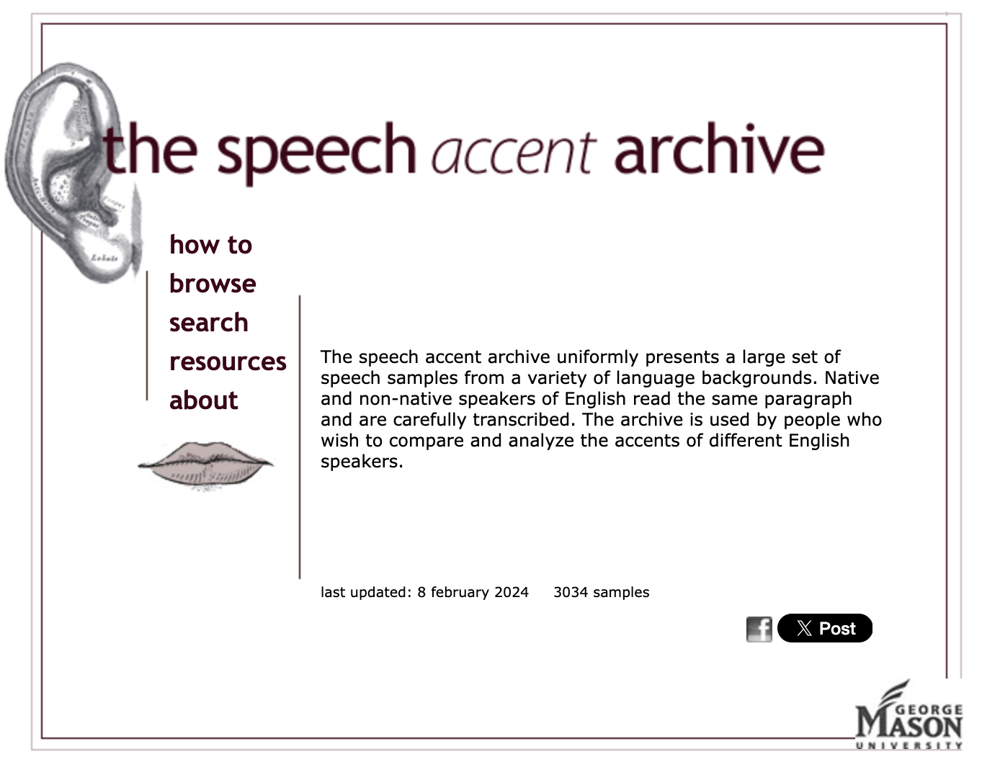 the speech accent archive
Lobule
how to
browse
search
resources
about
The speech accent archive uniformly presents a large set of
speech samples from a variety of language backgrounds. Native
and non-native speakers of English read the same paragraph
and are carefully transcribed. The archive is used by people who
wish to compare and analyze the accents of different English
speakers.
last updated: 8 february 2024 3034 samples
f
X Post
GEORGE
MASON
UNIVERSITY